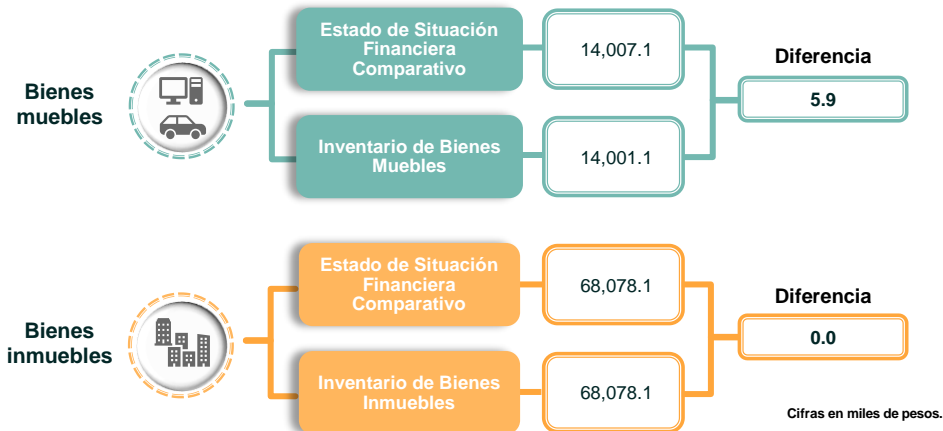 Bienes
muebles
Estado de Situación
Financiera
Comparativo
14,007.1
Inventario de Bienes
Muebles
14,001.1
Diferencia
5.9
Bienes
inmuebles
Estado de Situación
Financiera
Comparativo
68,078.1
Inventario de Bienes
Inmuebles
68,078.1
Diferencia
0.0
Cifras en miles de pesos.